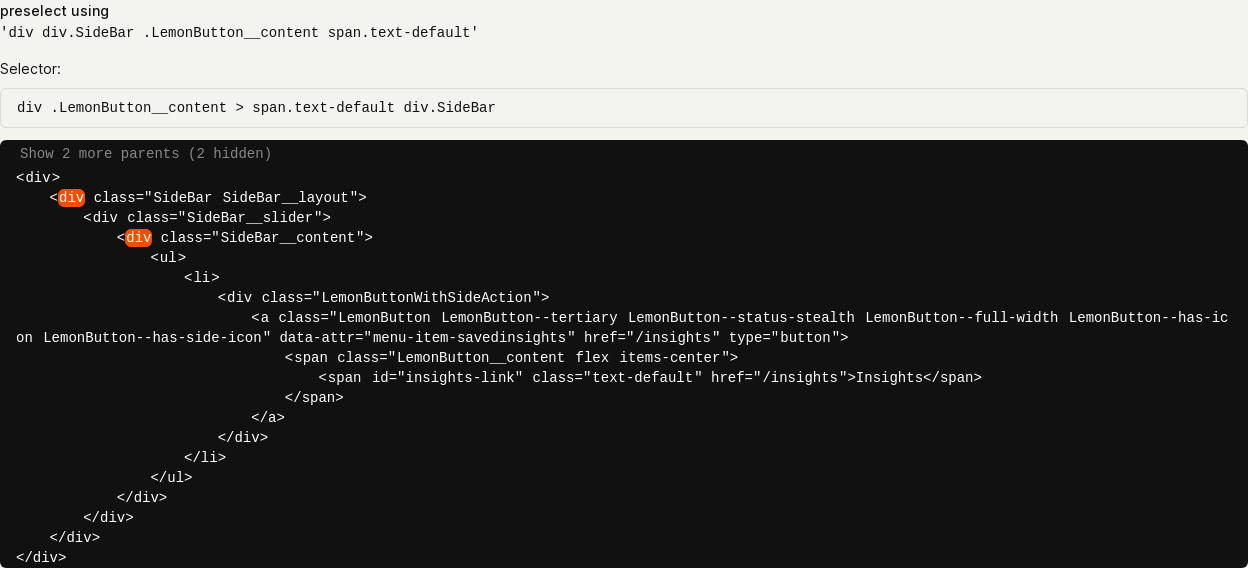 preselect using
'div div.SideBar .LemonButton__content span.text-default'
Selector:
div .LemonButton__content > span.text-default div.SideBar
Show 2 more parents (2 hidden)
<div>
<div class="SideBar SideBar__layout">
<div class="SideBar__slider">
<div class="SideBar__content">
<ul>
<li>
<div class="LemonButtonWithSideAction">
<a class="LemonButton LemonButton--tertiary LemonButton--status-stealth LemonButton--full-width LemonButton--has-ic
on LemonButton--has-side-icon" data-attr="menu-item-savedinsights" href="/insights" type="button">
<span class="LemonButton__content flex items-center">
<span id="insights-link" class="text-default" href="/insights">Insights</span>
</span>
</a>
</div>
</li>
</ul>
</div>
</div>
</div>
</div>